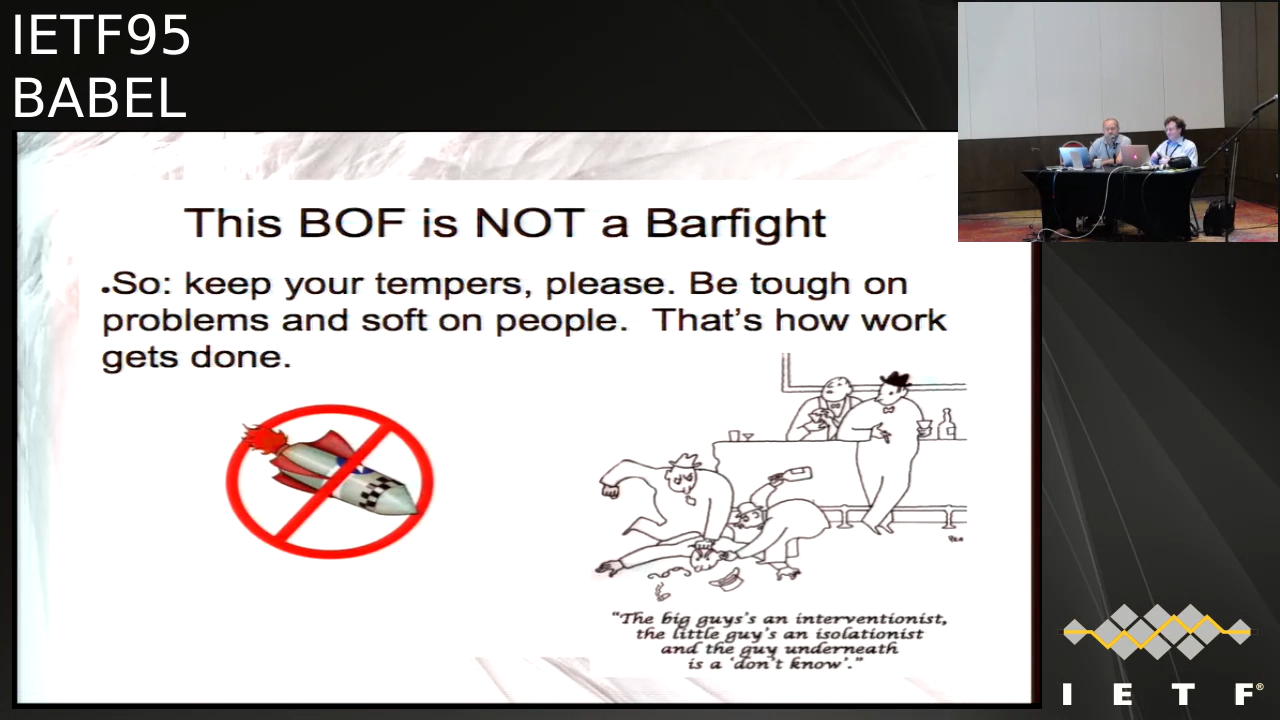 IETF95
BABEL
This BOF is NOT a Barfight
•So: keep your tempers, please. Be tough on
problems and soft on people. That's how work
gets done.
"The big guys's an interventionist,
the little guy's an isolationist
and the guy underneath
is a 'don't know'."
I E T F®